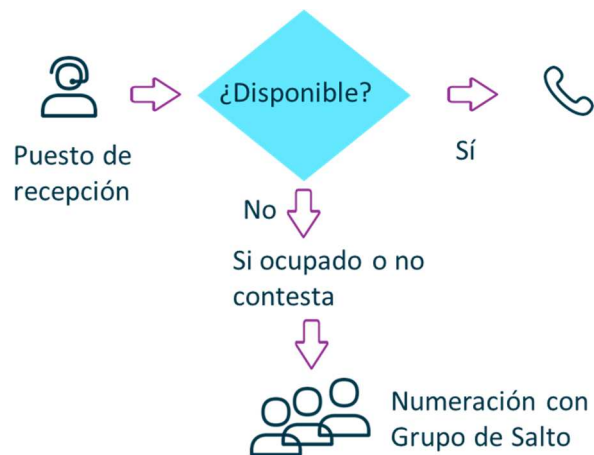 ¿Disponible?
Puesto de
recepción
Sí
No
Si ocupado o no
contesta
Numeración con
Grupo de Salto